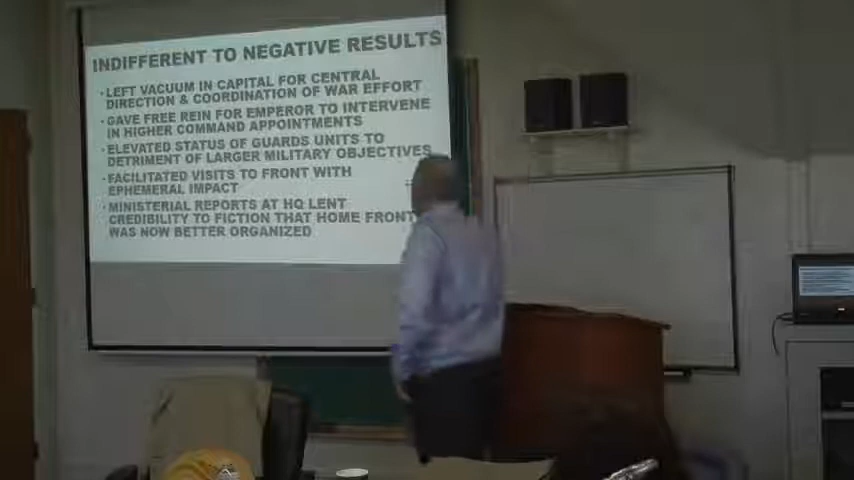 INDIFFERENT TO NEGATIVE RESULTS
· LEFT VACUUM IN CAPITAL FOR CENTRAL
DIRECTION & COORDINATION OF WAR EFFORT
· GAVE FREE REIN FOR EMPEROR TO INTERVENE
IN HIGHER COMMAND APPOINTMENTS
· ELEVATED STATUS OF GUARDS UNITS TO
DETRIMENT OF LARGER MILITARY OBJECTIVES
· FACILITATED VISITS TO FRONT WITH
EPHEMERAL IMPACT
· MINISTERIAL REPORTS AT HQ LENT
CREDIBILITY TO FICTION THAT HOME FRONT
WAS NOW BETTER ORGANIZED